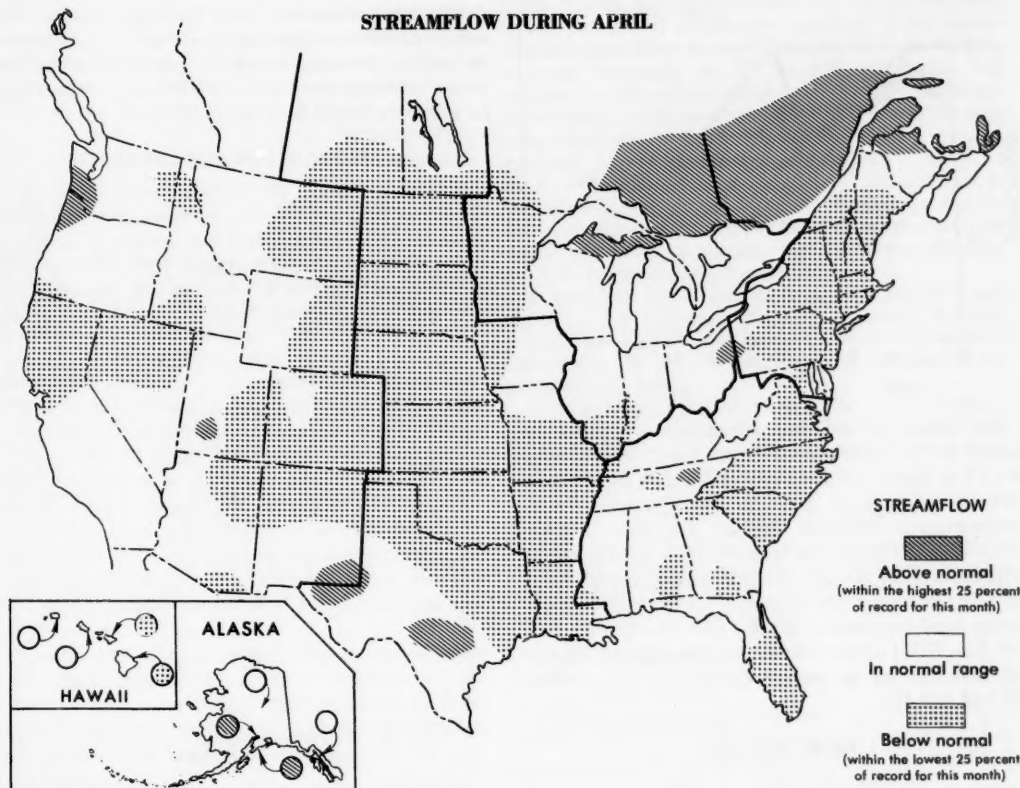 STREAMFLOW DURING APRIL
STREAMFLOW
Above normal
(within the highest 25 percent
of record for this month)
In normal range
Below normal
(within the lowest 25 percent
of record for this month)
ALASKA
HAWAII